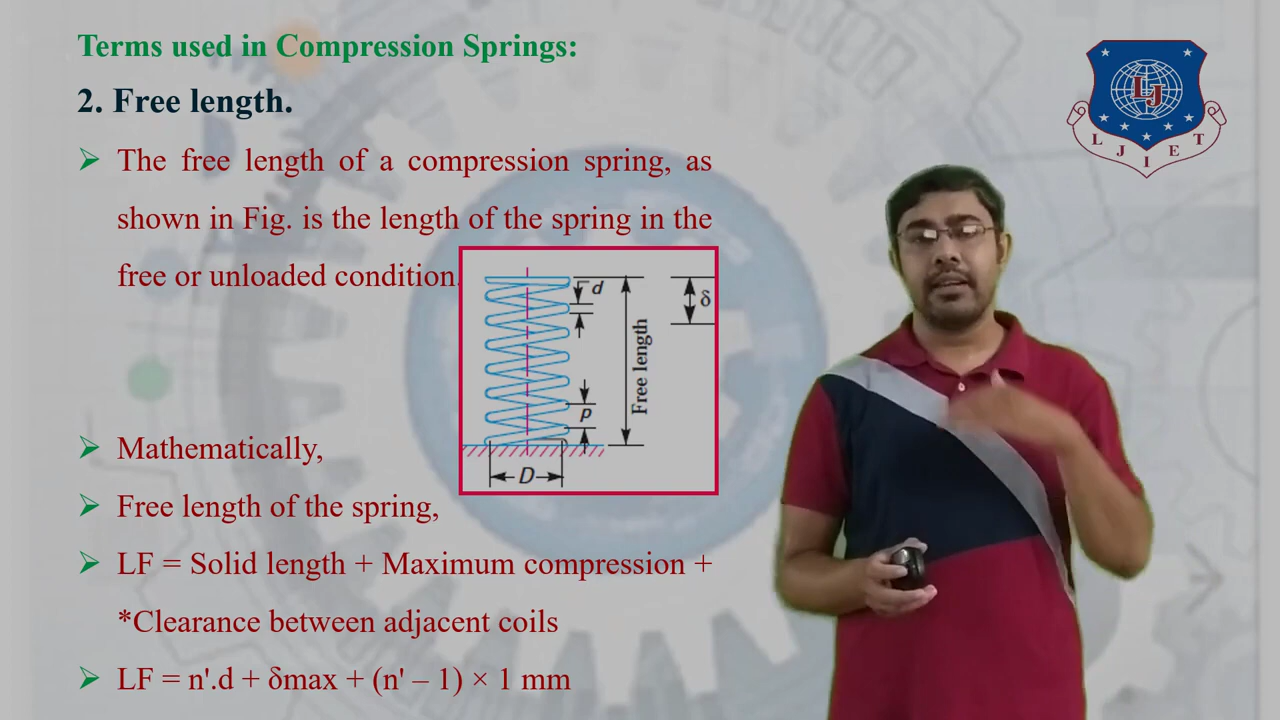 Terms used in Compression Springs:
2. Free length.
The free length of a compression spring, as
shown in Fig. is the length of the spring in the
free or unloaded condition.
d
δ
Free length
p
D
Mathematically,
Free length of the spring,
LF = Solid length + Maximum compression +
*Clearance between adjacent coils
LF = n'.d + δmax + (n' – 1) × 1 mm
LJ
L J I E T